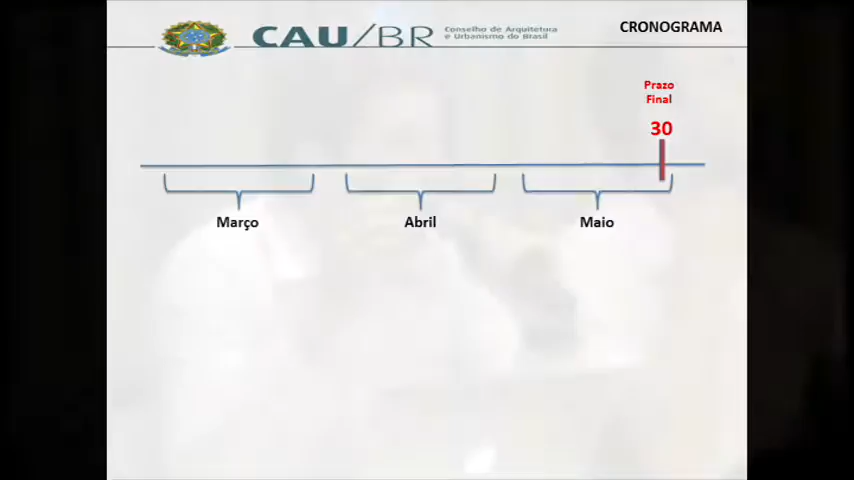 CAU/BR
Conselho de Arquitetura
e Urbanismo do Brasil
CRONOGRAMA
Prazo
Final
30
Março
Abril
Maio